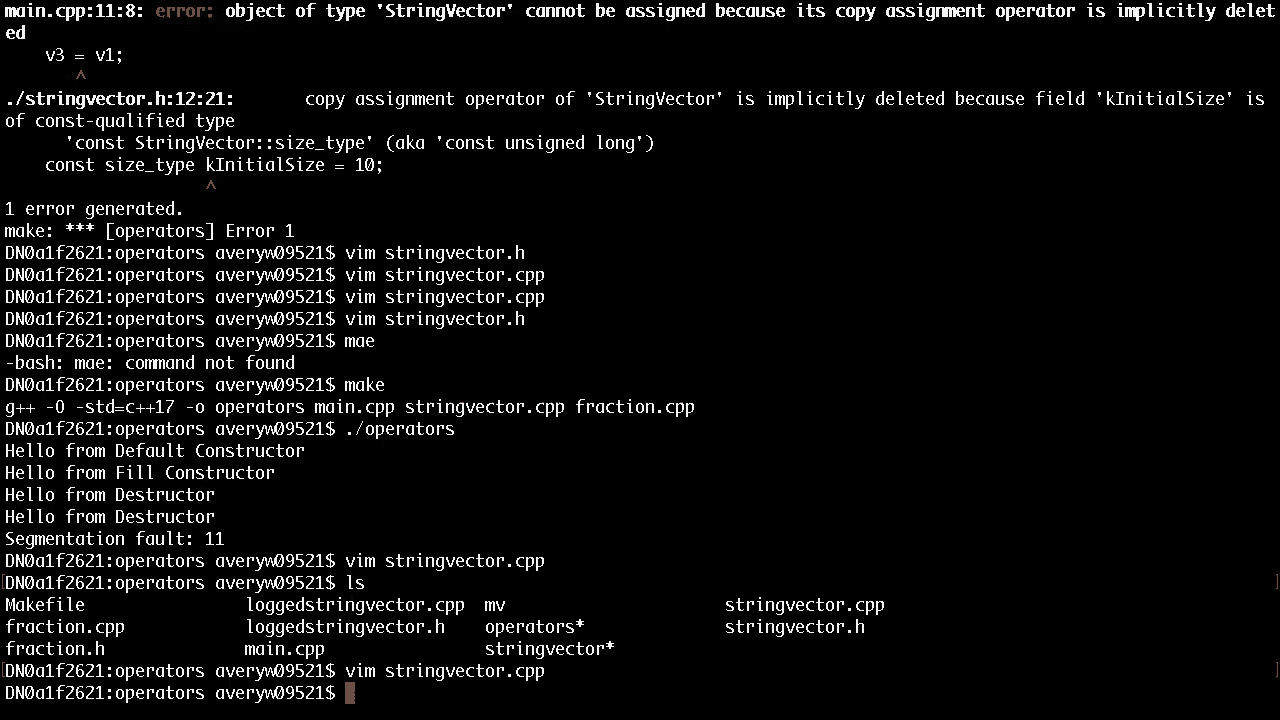 main.cpp:11:8: error: object of type 'StringVector' cannot be assigned because its copy assignment operator is implicitly delet
ed
    v3 = v1;
       ^
./stringvector.h:12:21:       copy assignment operator of 'StringVector' is implicitly deleted because field 'kInitialSize' is
of const-qualified type
      'const StringVector::size_type' (aka 'const unsigned long')
    const size_type kInitialSize = 10;
                    ^
1 error generated.
make: *** [operators] Error 1
DN0a1f2621:operators averyw09521$ vim stringvector.h
DN0a1f2621:operators averyw09521$ vim stringvector.cpp
DN0a1f2621:operators averyw09521$ vim stringvector.cpp
DN0a1f2621:operators averyw09521$ vim stringvector.h
DN0a1f2621:operators averyw09521$ mae
-bash: mae: command not found
DN0a1f2621:operators averyw09521$ make
g++ -O -std=c++17 -o operators main.cpp stringvector.cpp fraction.cpp
DN0a1f2621:operators averyw09521$ ./operators
Hello from Default Constructor
Hello from Fill Constructor
Hello from Destructor
Hello from Destructor
Segmentation fault: 11
DN0a1f2621:operators averyw09521$ vim stringvector.cpp
[DN0a1f2621:operators averyw09521$ ls ]
Makefile                loggedstringvector.cpp  mv                      stringvector.cpp
fraction.cpp            loggedstringvector.h    operators*              stringvector.h
fraction.h              main.cpp                stringvector*
[DN0a1f2621:operators averyw09521$ vim stringvector.cpp ]
DN0a1f2621:operators averyw09521$